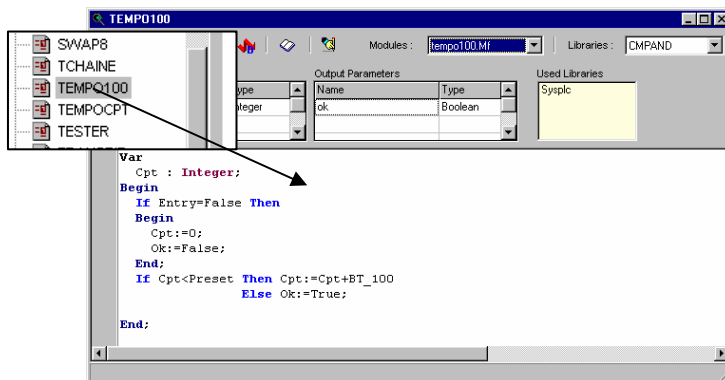 TEMPO100
SWAP8
TCHAINE
TEMPO100
TEMPOCPT
TESTER
Modules : tempo100.Mf Libraries : CMPAND
Output Parameters Used Libraries
Name Type
ok Boolean
Sysplc
Var
Cpt : Integer;
Begin
If Entry=False Then
Begin
Cpt:=0;
Ok:=False;
End;
If Cpt<Preset Then Cpt:=Cpt+BT_100
Else Ok:=True;
End;